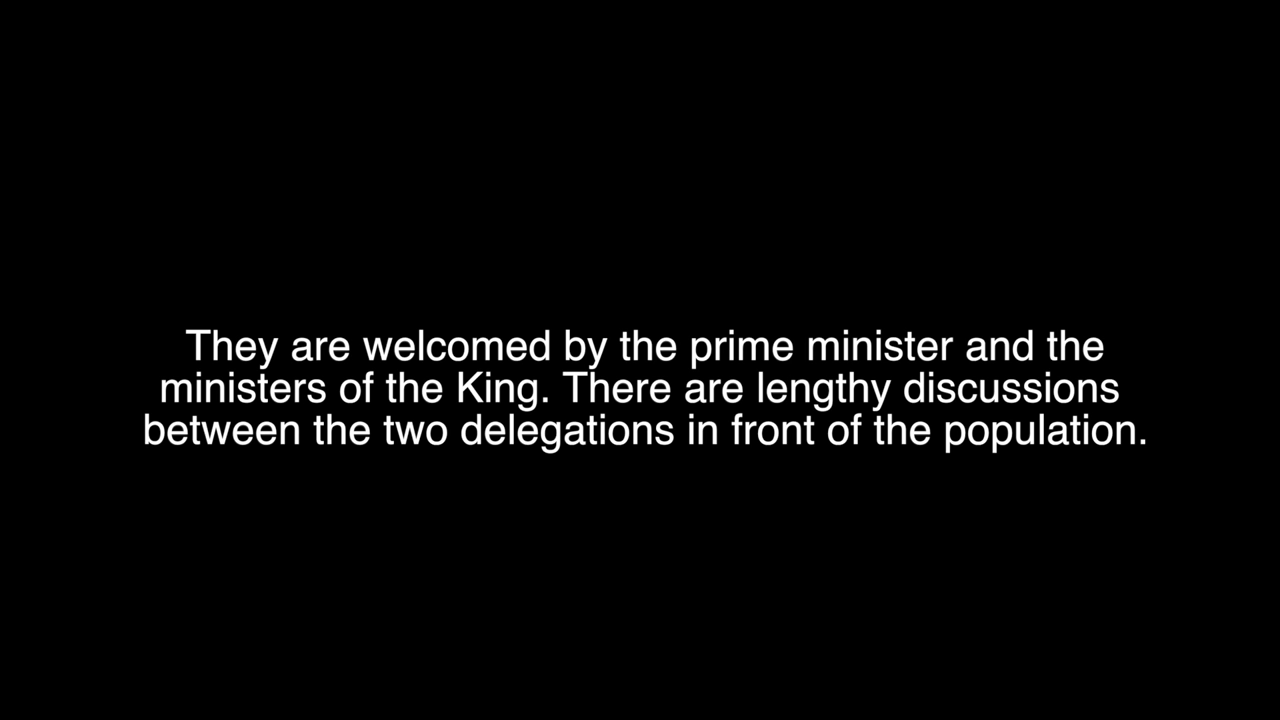 They are welcomed by the prime minister and the
ministers of the King. There are lengthy discussions
between the two delegations in front of the population.